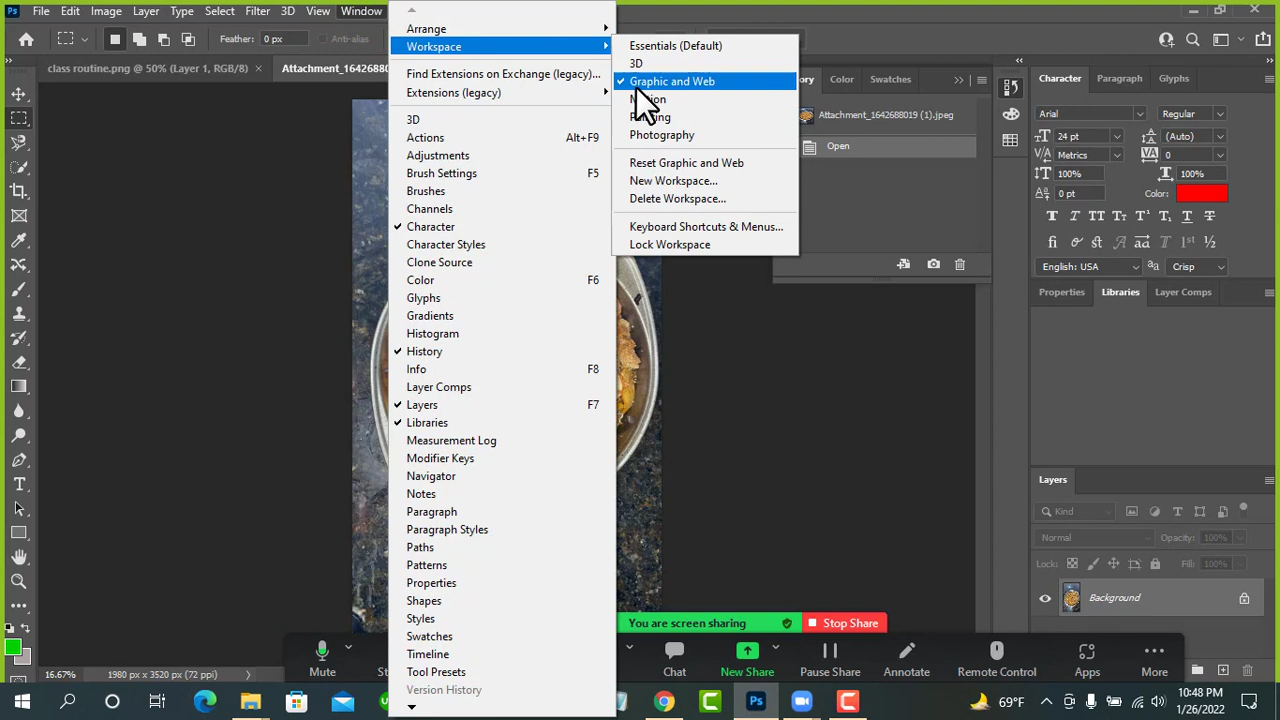 Ps File Edit Image Layer Type Select Filter 3D View Window
Feather: 0 px Anti-alias
class routine.png @ 50% (Layer 1, RGB/8) ×
Attachment_1642688019
Arrange
Workspace
Find Extensions on Exchange (legacy)...
Extensions (legacy)
3D
Actions Alt+F9
Adjustments
Brush Settings F5
Brushes
Channels
Character
Character Styles
Clone Source
Color F6
Glyphs
Gradients
Histogram
History
Info F8
Layer Comps
Layers F7
Libraries
Measurement Log
Modifier Keys
Navigator
Notes
Paragraph
Paragraph Styles
Paths
Patterns
Properties
Shapes
Styles
Swatches
Timeline
Tool Presets
Version History
Essentials (Default)
3D
Graphic and Web
Photography
Reset Graphic and Web
New Workspace...
Delete Workspace...
Keyboard Shortcuts & Menus...
Lock Workspace
Color Swatches
Attachment_1642688019 (1).jpeg
Open
Character Paragraph Glyphs
Arial Regular
24 pt (Auto)
Metrics 0
100% 100%
0 pt Color:
English: USA aa Crisp
Properties Libraries Layer Comps
Layers
Kind
Normal Opacity: 100%
Lock: Fill: 100%
Background
You are screen sharing Stop Share
Mute Chat New Share Pause Share Annotate Remote Control Apps More
16.67% 1980 px x 3520 px (72 ppi)
69°F
10:48 PM
1/26/2022